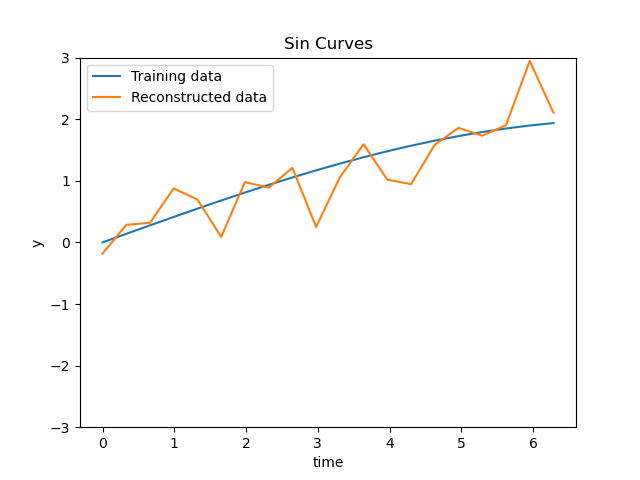 Sin Curves
Training data
Reconstructed data
3
2
1
0
−1
−2
−3
y
0 1 2 3 4 5 6
time